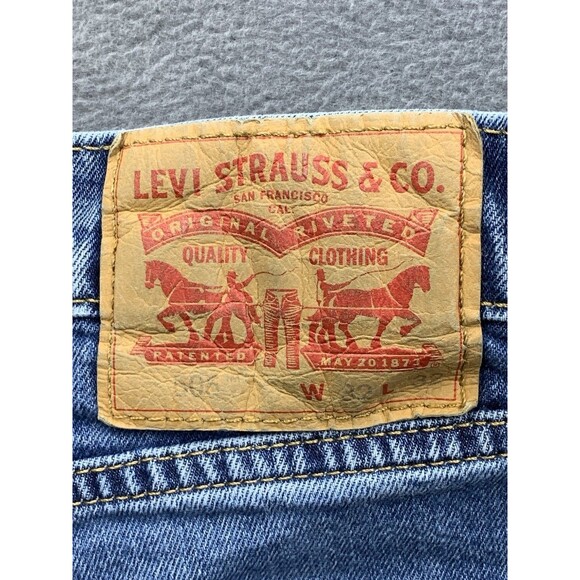 LEVI STRAUSS & CO.
SAN FRANCISCO
CAL.
ORIGINAL RIVETED
QUALITY CLOTHING
PATENTED MAY 20 1873
W L